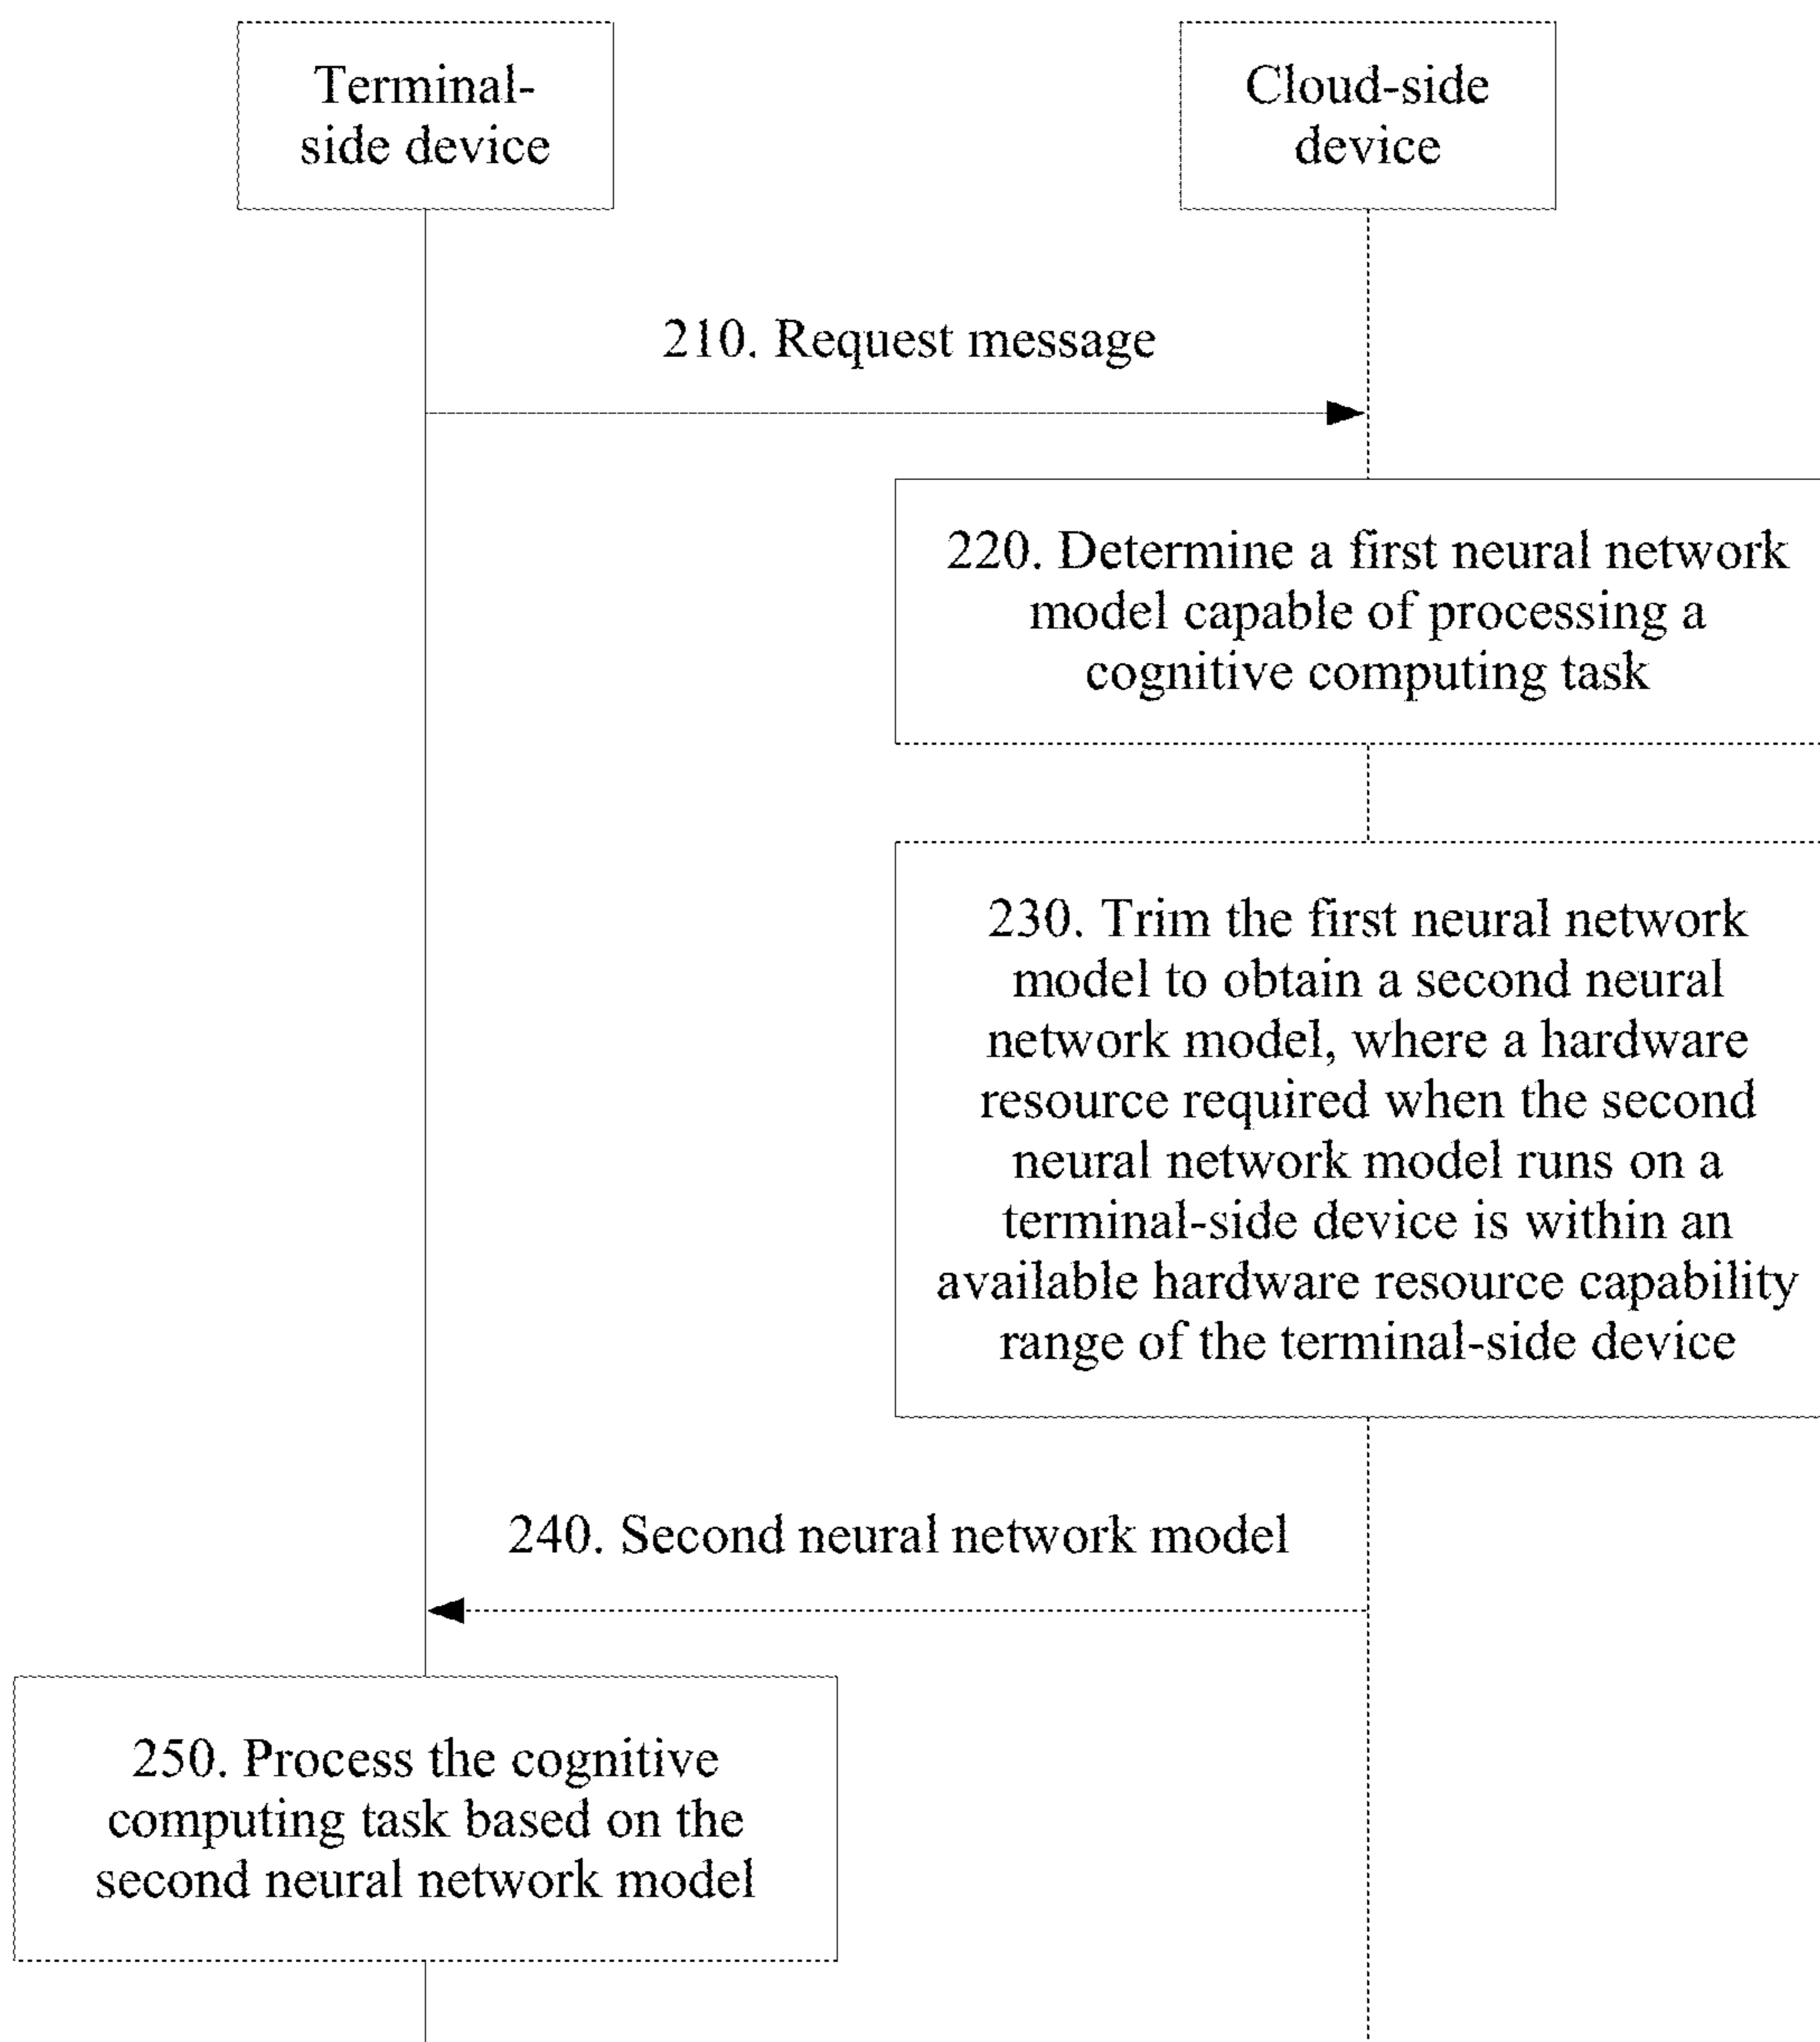 Terminal-
side device
Cloud-side
device
210. Request message
220. Determine a first neural network
model capable of processing a
cognitive computing task
230. Trim the first neural network
model to obtain a second neural
network model, where a hardware
resource required when the second
neural network model runs on a
terminal-side device is within an
available hardware resource capability
range of the terminal-side device
240. Second neural network model
250. Process the cognitive
computing task based on the
second neural network model